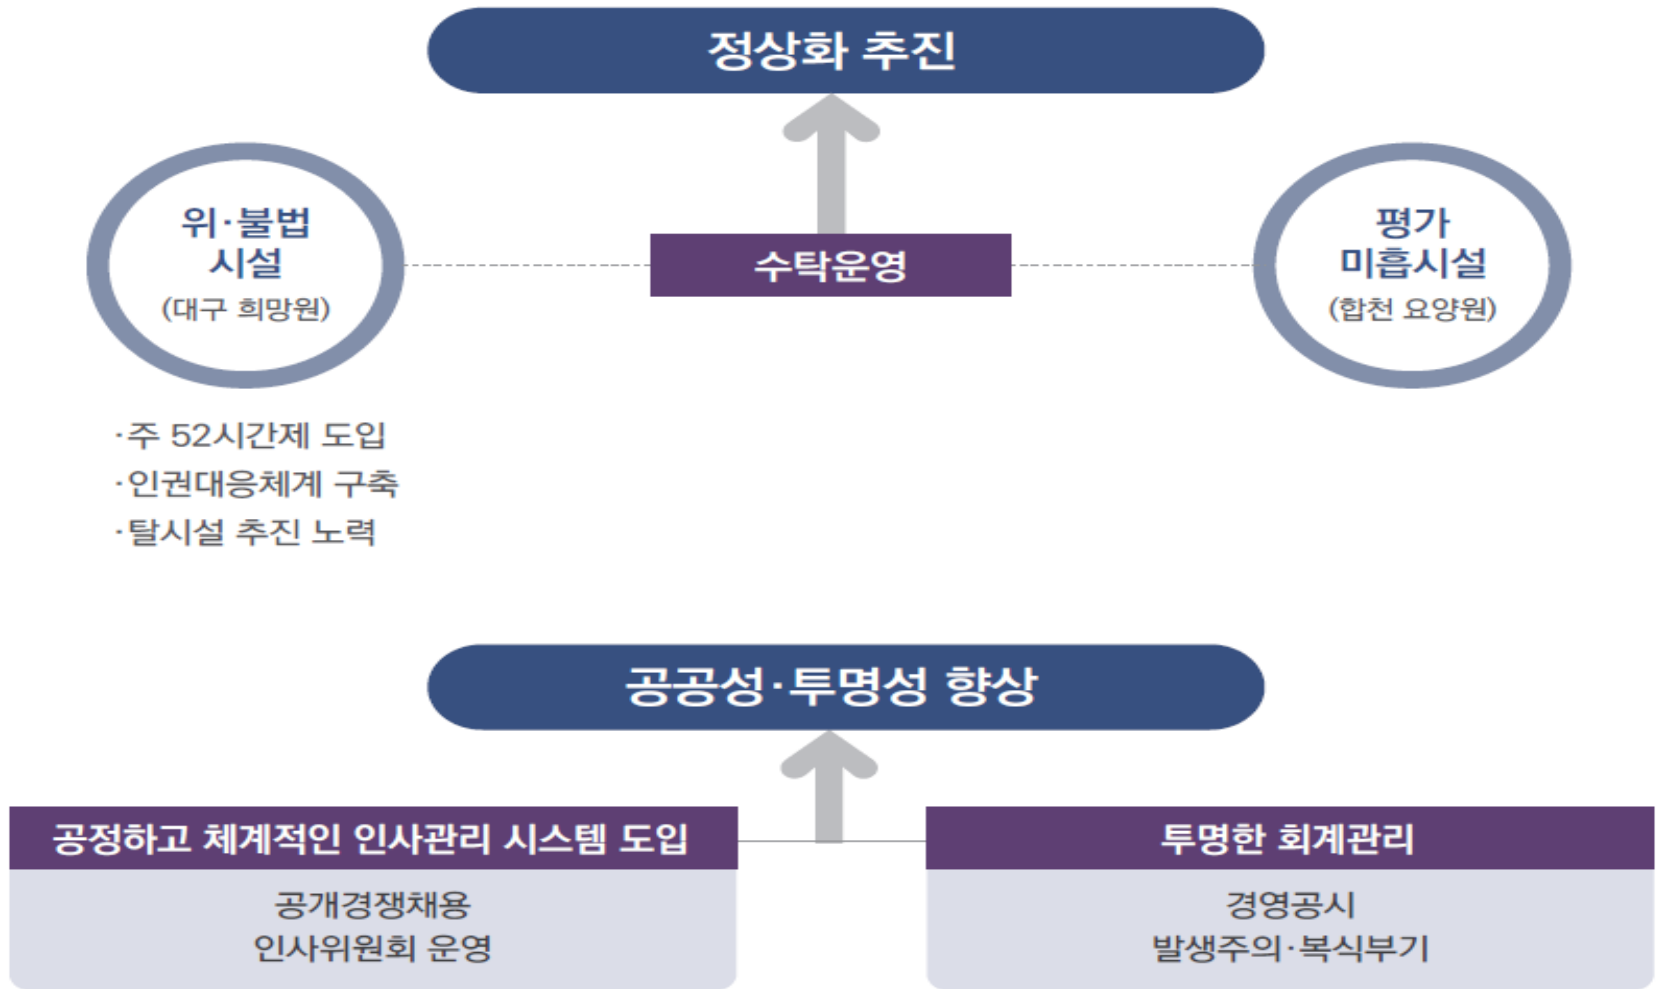 정상화 추진
위·불법
시설
(대구 희망원)
수탁운영
평가
미흡시설
(합천 요양원)
·주 52시간제 도입
·인권대응체계 구축
·탈시설 추진 노력
공공성·투명성 향상
공정하고 체계적인 인사관리 시스템 도입
공개경쟁채용
인사위원회 운영
투명한 회계관리
경영공시
발생주의·복식부기